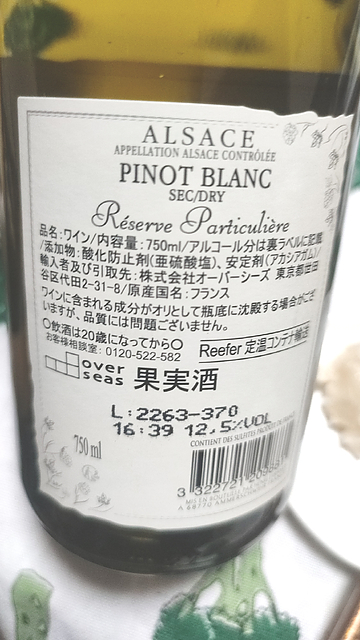 ALSACE
APPELLATION ALSACE CONTRÔLÉE
PINOT BLANC
SEC/DRY
Réserve Particulière
品名:ワイン/内容量:750ml/アルコール分は裏ラベルに記載
/添加物:酸化防止剤(亜硫酸塩)、安定剤(アカシアガム)/
輸入者及び引取先:株式会社オーバーシーズ 東京都世田
谷区代田2-31-8/原産国名:フランス
ワインに含まれる成分がオリとして瓶底に沈殿する場合がござ
いますが、品質には問題ございません。
○飲酒は20歳になってから○
お客様相談室:0120-522-582
Reefer 定温コンテナ輸送
over
seas 果実酒
L:2263-370
16:39 12.5%VOL
750 ml
CONTIENT DES SULFITES
3 322721